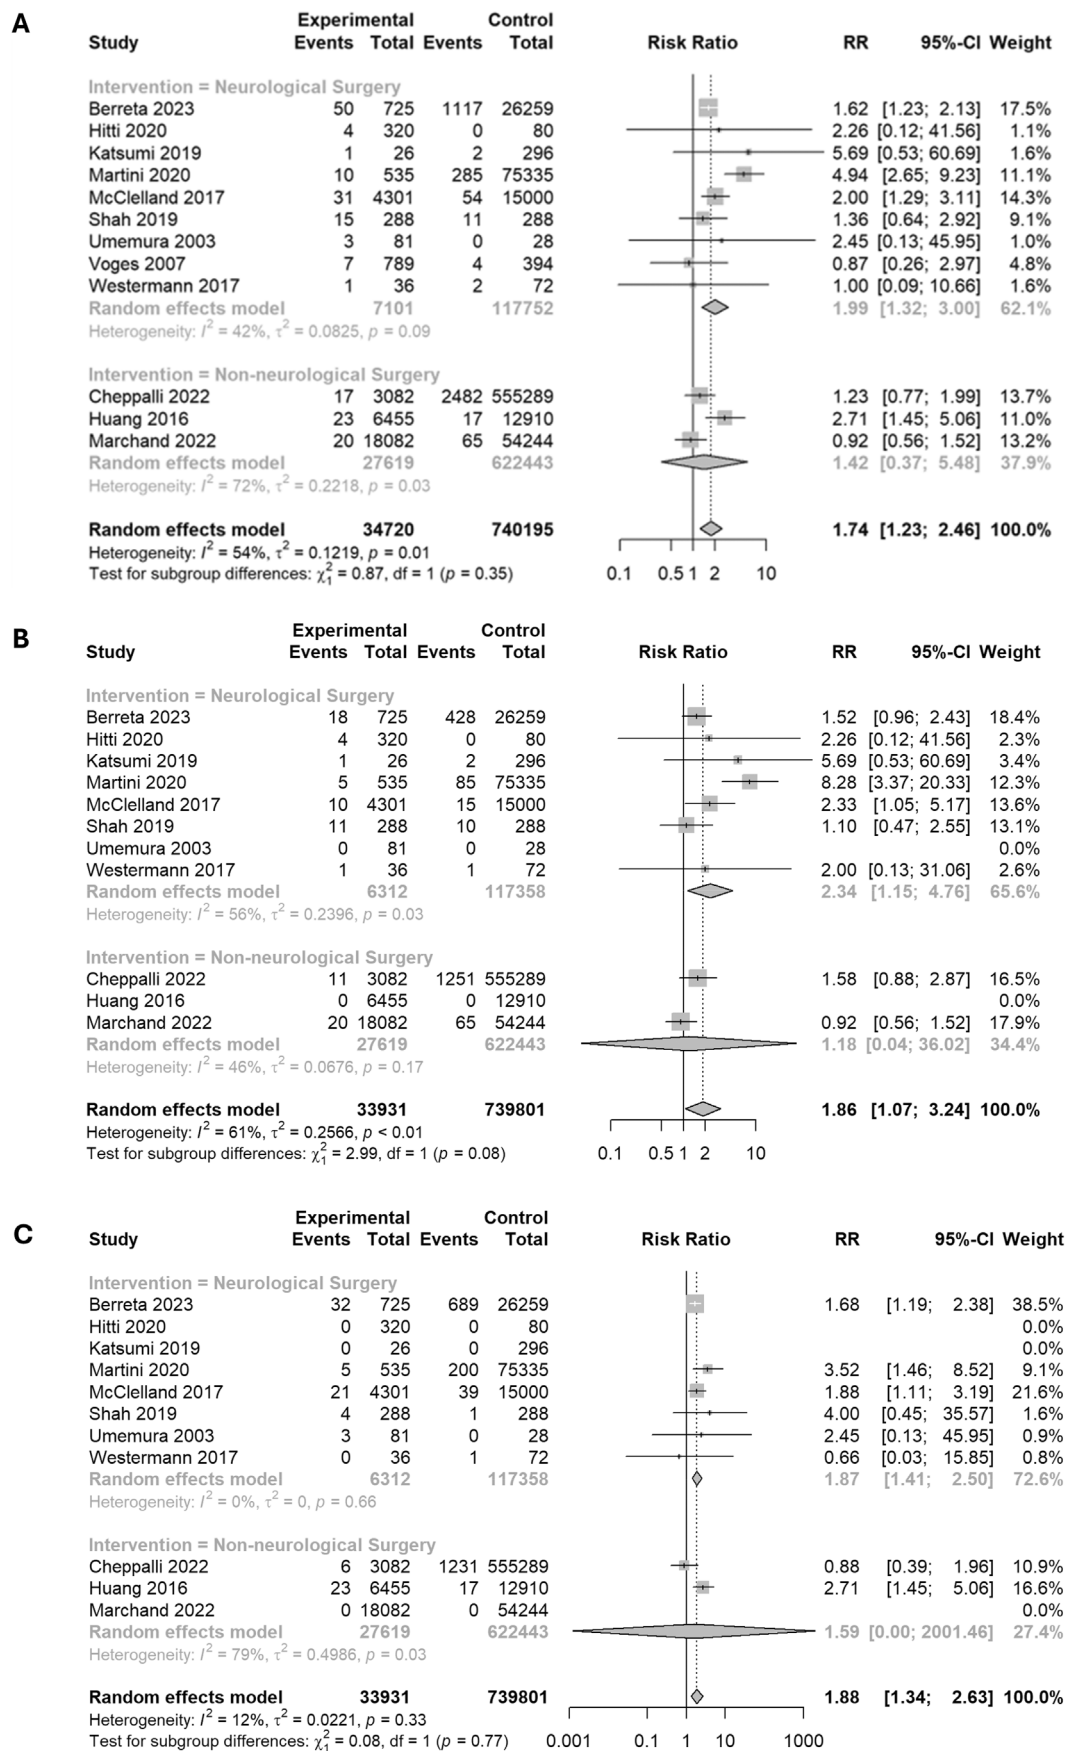 A
Experimental Control
Study Events Total Events Total Risk Ratio RR 95%-CI Weight
Intervention = Neurological Surgery
Berreta 2023 50 725 1117 26259 1.62 [1.23; 2.13] 17.5%
Hitti 2020 4 320 0 80 2.26 [0.12; 41.56] 1.1%
Katsumi 2019 1 26 2 296 5.69 [0.53; 60.69] 1.6%
Martini 2020 10 535 285 75335 4.94 [2.65; 9.23] 11.1%
McClelland 2017 31 4301 54 15000 2.00 [1.29; 3.11] 14.3%
Shah 2019 15 288 11 288 1.36 [0.64; 2.92] 9.1%
Umemura 2003 3 81 0 28 2.45 [0.13; 45.95] 1.0%
Voges 2007 7 789 4 394 0.87 [0.26; 2.97] 4.8%
Westermann 2017 1 36 2 72 1.00 [0.09; 10.66] 1.6%
Random effects model 7101 117752 1.99 [1.32; 3.00] 62.1%
Heterogeneity: I² = 42%, τ² = 0.0825, p = 0.09
Intervention = Non-neurological Surgery
Cheppalli 2022 17 3082 2482 555289 1.23 [0.77; 1.99] 13.7%
Huang 2016 23 6455 17 12910 2.71 [1.45; 5.06] 11.0%
Marchand 2022 20 18082 65 54244 0.92 [0.56; 1.52] 13.2%
Random effects model 27619 622443 1.42 [0.37; 5.48] 37.9%
Heterogeneity: I² = 72%, τ² = 0.2218, p = 0.03
Random effects model 34720 740195 1.74 [1.23; 2.46] 100.0%
Heterogeneity: I² = 54%, τ² = 0.1219, p = 0.01
Test for subgroup differences: χ₁² = 0.87, df = 1 (p = 0.35)
0.1 0.5 1 2 10
B
Experimental Control
Study Events Total Events Total Risk Ratio RR 95%-CI Weight
Intervention = Neurological Surgery
Berreta 2023 18 725 428 26259 1.52 [0.96; 2.43] 18.4%
Hitti 2020 4 320 0 80 2.26 [0.12; 41.56] 2.3%
Katsumi 2019 1 26 2 296 5.69 [0.53; 60.69] 3.4%
Martini 2020 5 535 85 75335 8.28 [3.37; 20.33] 12.3%
McClelland 2017 10 4301 15 15000 2.33 [1.05; 5.17] 13.6%
Shah 2019 11 288 10 288 1.10 [0.47; 2.55] 13.1%
Umemura 2003 0 81 0 28 0.0%
Westermann 2017 1 36 1 72 2.00 [0.13; 31.06] 2.6%
Random effects model 6312 117358 2.34 [1.15; 4.76] 65.6%
Heterogeneity: I² = 56%, τ² = 0.2396, p = 0.03
Intervention = Non-neurological Surgery
Cheppalli 2022 11 3082 1251 555289 1.58 [0.88; 2.87] 16.5%
Huang 2016 0 6455 0 12910 0.0%
Marchand 2022 20 18082 65 54244 0.92 [0.56; 1.52] 17.9%
Random effects model 27619 622443 1.18 [0.04; 36.02] 34.4%
Heterogeneity: I² = 46%, τ² = 0.0676, p = 0.17
Random effects model 33931 739801 1.86 [1.07; 3.24] 100.0%
Heterogeneity: I² = 61%, τ² = 0.2566, p < 0.01
Test for subgroup differences: χ₁² = 2.99, df = 1 (p = 0.08)
0.1 0.5 1 2 10
C
Experimental Control
Study Events Total Events Total Risk Ratio RR 95%-CI Weight
Intervention = Neurological Surgery
Berreta 2023 32 725 689 26259 1.68 [1.19; 2.38] 38.5%
Hitti 2020 0 320 0 80 0.0%
Katsumi 2019 0 26 0 296 0.0%
Martini 2020 5 535 200 75335 3.52 [1.46; 8.52] 9.1%
McClelland 2017 21 4301 39 15000 1.88 [1.11; 3.19] 21.6%
Shah 2019 4 288 1 288 4.00 [0.45; 35.57] 1.6%
Umemura 2003 3 81 0 28 2.45 [0.13; 45.95] 0.9%
Westermann 2017 0 36 1 72 0.66 [0.03; 15.85] 0.8%
Random effects model 6312 117358 1.87 [1.41; 2.50] 72.6%
Heterogeneity: I² = 0%, τ² = 0, p = 0.66
Intervention = Non-neurological Surgery
Cheppalli 2022 6 3082 1231 555289 0.88 [0.39; 1.96] 10.9%
Huang 2016 23 6455 17 12910 2.71 [1.45; 5.06] 16.6%
Marchand 2022 0 18082 0 54244 0.0%
Random effects model 27619 622443 1.59 [0.00; 2001.46] 27.4%
Heterogeneity: I² = 79%, τ² = 0.4986, p = 0.03
Random effects model 33931 739801 1.88 [1.34; 2.63] 100.0%
Heterogeneity: I² = 12%, τ² = 0.0221, p = 0.33
Test for subgroup differences: χ₁² = 0.08, df = 1 (p = 0.77)
0.001 0.1 1 10 1000